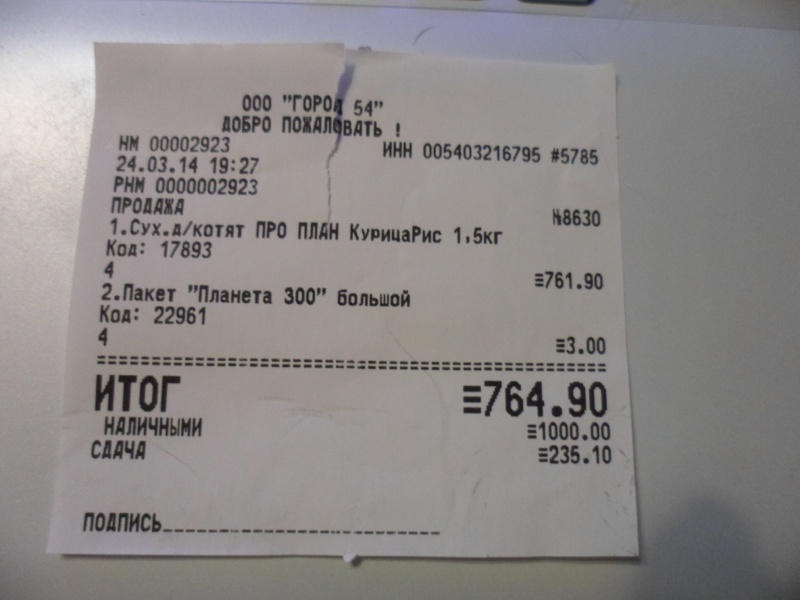 ООО "ГОРОД 54"
ДОБРО ПОЖАЛОВАТЬ !
НМ 00002923 ИНН 005403216795 #5785
24.03.14 19:27
РНМ 0000002923
ПРОДАЖА №8630
1.Сух.д/котят ПРО ПЛАН КурицаРис 1,5кг
Код: 17893
4 ≡761.90
2.Пакет "Планета 300" большой
Код: 22961
4 ≡3.00
ИТОГ ≡764.90
НАЛИЧНЫМИ ≡1000.00
СДАЧА ≡235.10
ПОДПИСЬ